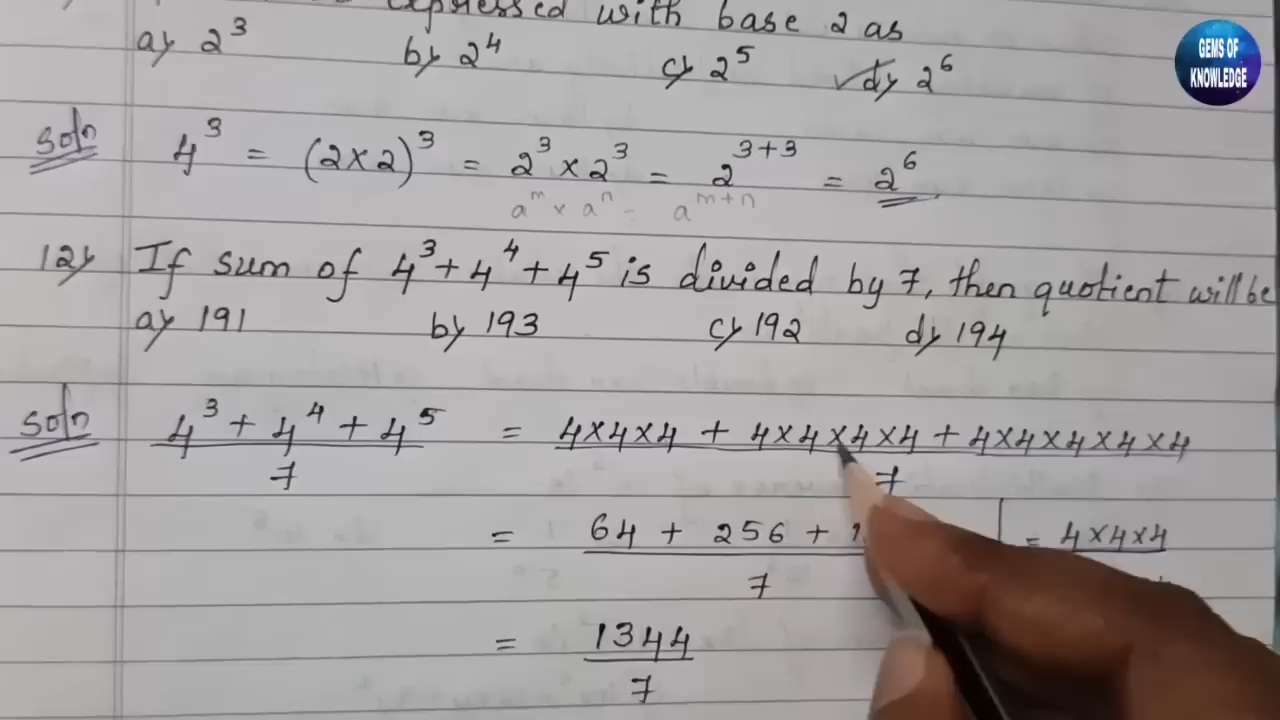 expressed with base 2 as
a) 2³ b) 2⁴ c) 2⁵ ✓d) 2⁶
GEMS OF
KNOWLEDGE
Soln 4³ = (2×2)³ = 2³ × 2³ = 2³⁺³ = 2⁶
aᵐ × aⁿ = aᵐ⁺ⁿ
12) If sum of 4³ + 4⁴ + 4⁵ is divided by 7, then quotient will be
a) 191 b) 193 c) 192 d) 194
Soln 4³ + 4⁴ + 4⁵ = 4×4×4 + 4×4×4×4 + 4×4×4×4×4
7 7
= 64 + 256 + 1 = 4×4×4
7
= 1344
7